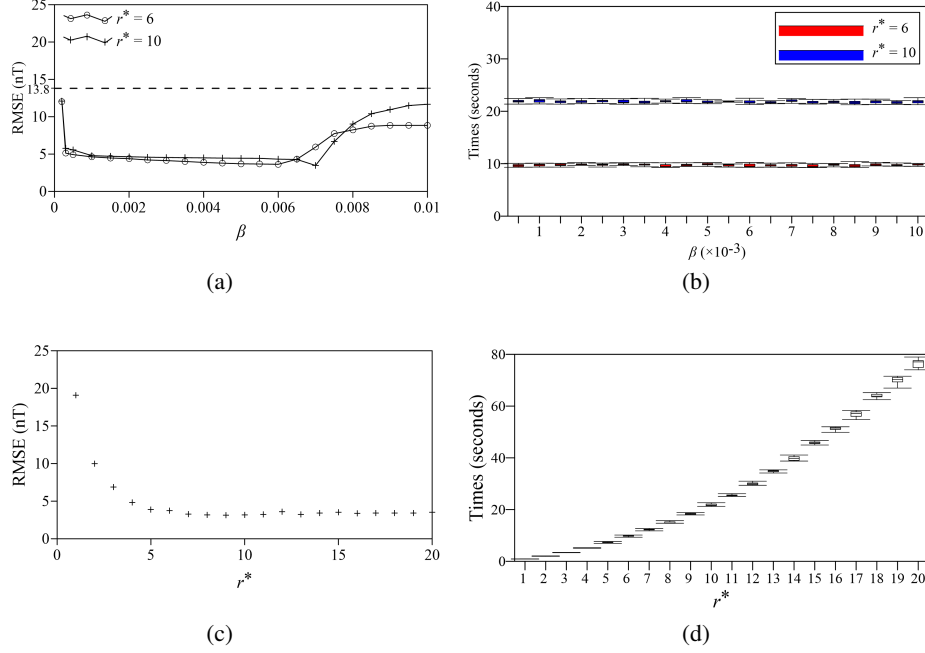 25
20
15
13.8
10
5
0
RMSE (nT)
r* = 6
r* = 10
0 0.002 0.004 0.006 0.008 0.01
β
(a)
40
30
20
10
0
Times (seconds)
r* = 6
r* = 10
1 2 3 4 5 6 7 8 9 10
β (×10-3)
(b)
25
20
15
10
5
0
RMSE (nT)
0 5 10 15 20
r*
(c)
80
60
40
20
0
Times (seconds)
1 2 3 4 5 6 7 8 9 10 11 12 13 14 15 16 17 18 19 20
r*
(d)